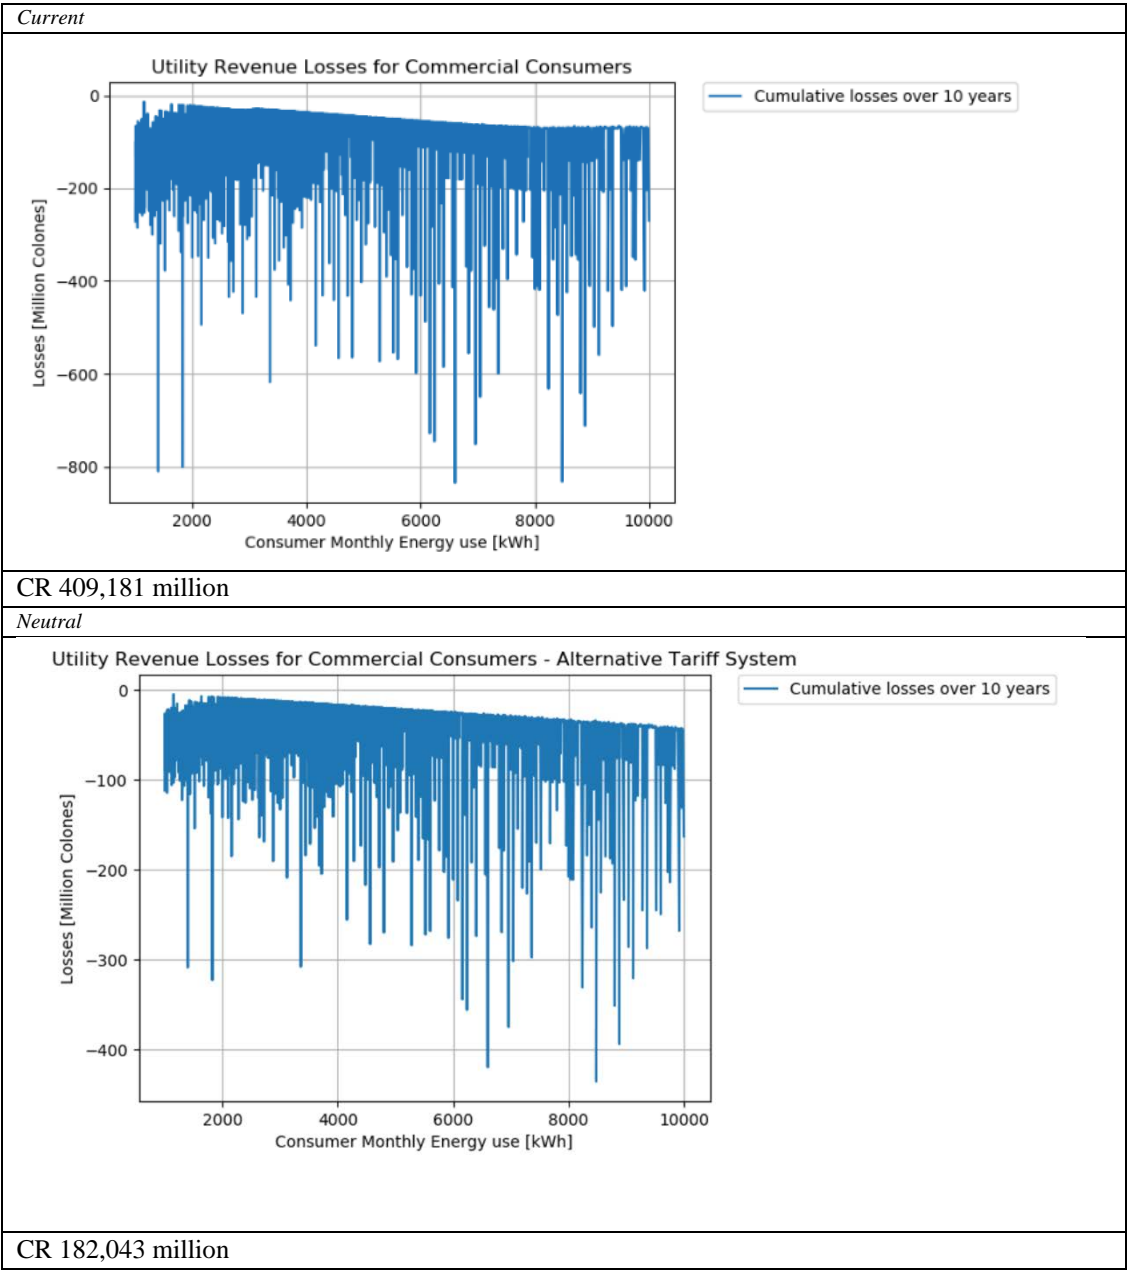 Current
Utility Revenue Losses for Commercial Consumers
Cumulative losses over 10 years
0
−200
−400
−600
−800
Losses [Million Colones]
2000 4000 6000 8000 10000
Consumer Monthly Energy use [kWh]
CR 409,181 million
Neutral
Utility Revenue Losses for Commercial Consumers - Alternative Tariff System
Cumulative losses over 10 years
0
−100
−200
−300
−400
Losses [Million Colones]
2000 4000 6000 8000 10000
Consumer Monthly Energy use [kWh]
CR 182,043 million